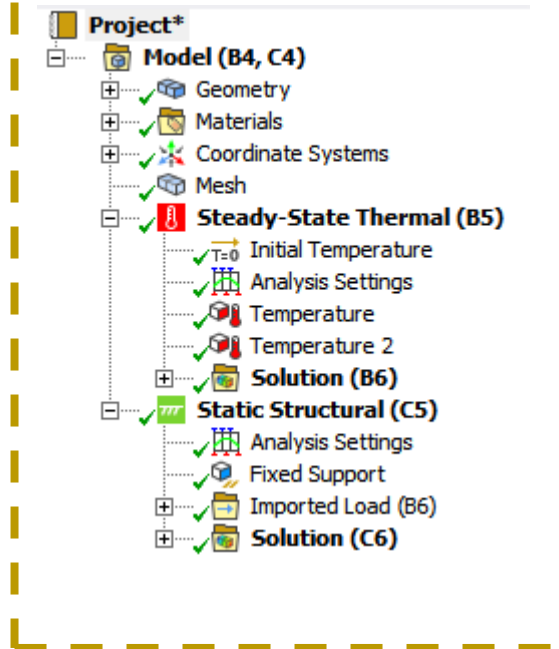 Project*
Model (B4, C4)
Geometry
Materials
Coordinate Systems
Mesh
Steady-State Thermal (B5)
T=0 Initial Temperature
Analysis Settings
Temperature
Temperature 2
Solution (B6)
Static Structural (C5)
Analysis Settings
Fixed Support
Imported Load (B6)
Solution (C6)